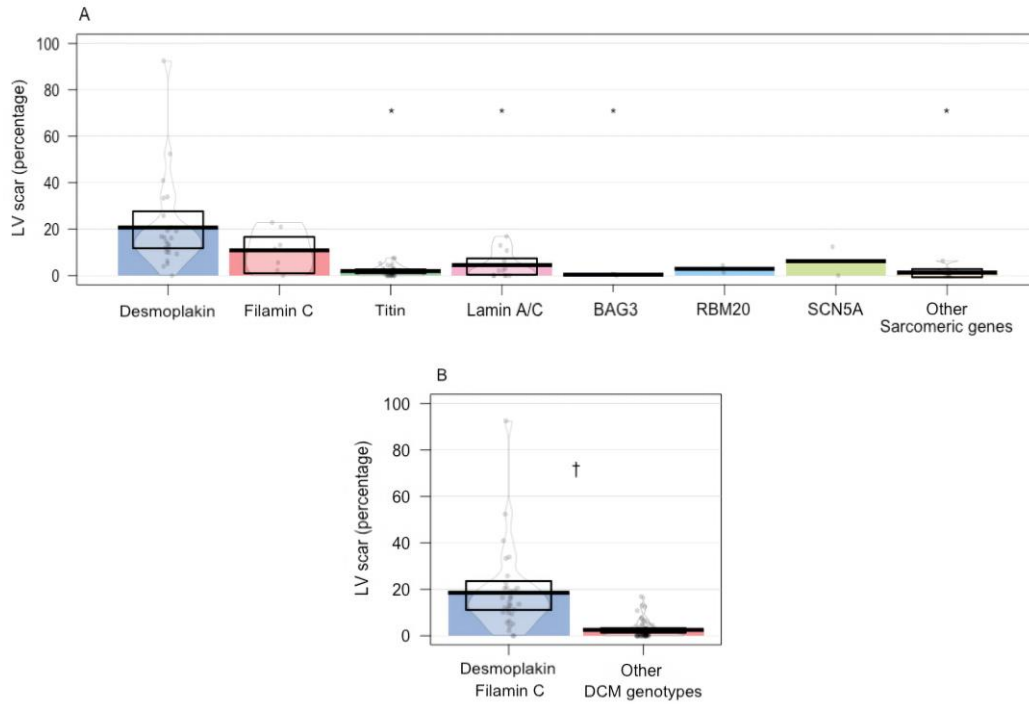 A
LV scar (percentage)
100
80
60
40
20
0
* * * *
Desmoplakin Filamin C Titin Lamin A/C BAG3 RBM20 SCN5A Other
Sarcomeric genes
B
LV scar (percentage)
100
80
60
40
20
0
†
Desmoplakin Other
Filamin C DCM genotypes